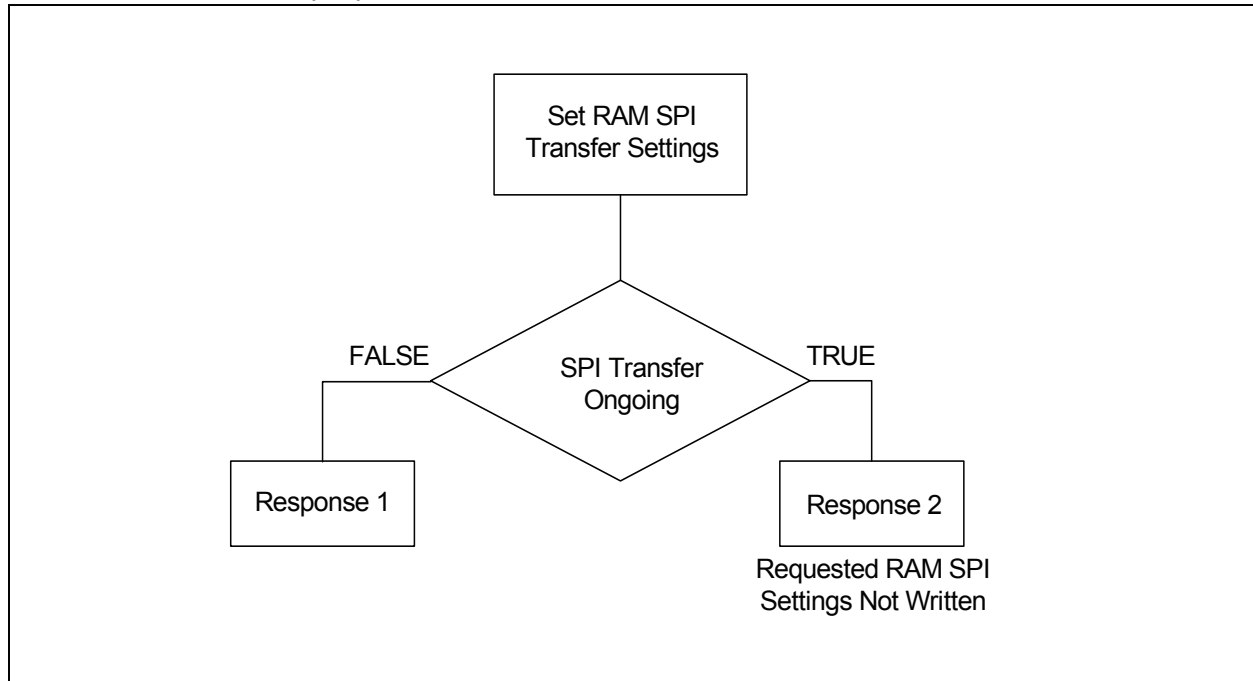 Set RAM SPI
Transfer Settings
FALSE
TRUE
SPI Transfer
Ongoing
Response 1
Response 2
Requested RAM SPI
Settings Not Written